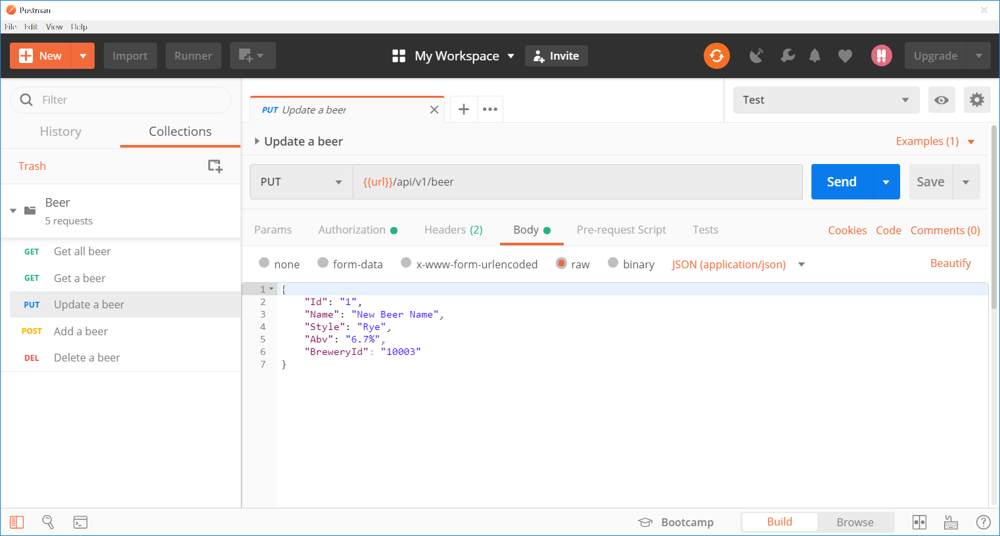 Postman
File Edit View Help
New Import Runner My Workspace Invite Upgrade
Filter
History Collections
Trash
Beer
5 requests
GET Get all beer
GET Get a beer
PUT Update a beer
POST Add a beer
DEL Delete a beer
PUT Update a beer
Test
Update a beer
Examples (1)
PUT {{url}}/api/v1/beer Send Save
Params Authorization Headers (2) Body Pre-request Script Tests Cookies Code Comments (0)
none form-data x-www-form-urlencoded raw binary JSON (application/json) Beautify
1 {
2 "Id": "1",
3 "Name": "New Beer Name",
4 "Style": "Rye",
5 "Abv": "6.7%",
6 "BreweryId": "10003"
7 }
Bootcamp Build Browse